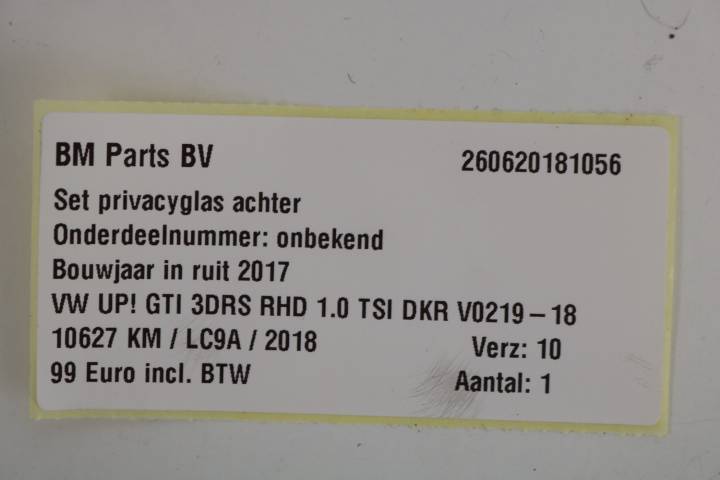 BM Parts BV 260620181056
Set privacyglas achter
Onderdeelnummer: onbekend
Bouwjaar in ruit 2017
VW UP! GTI 3DRS RHD 1.0 TSI DKR V0219-18
10627 KM / LC9A / 2018 Verz: 10
99 Euro incl. BTW Aantal: 1